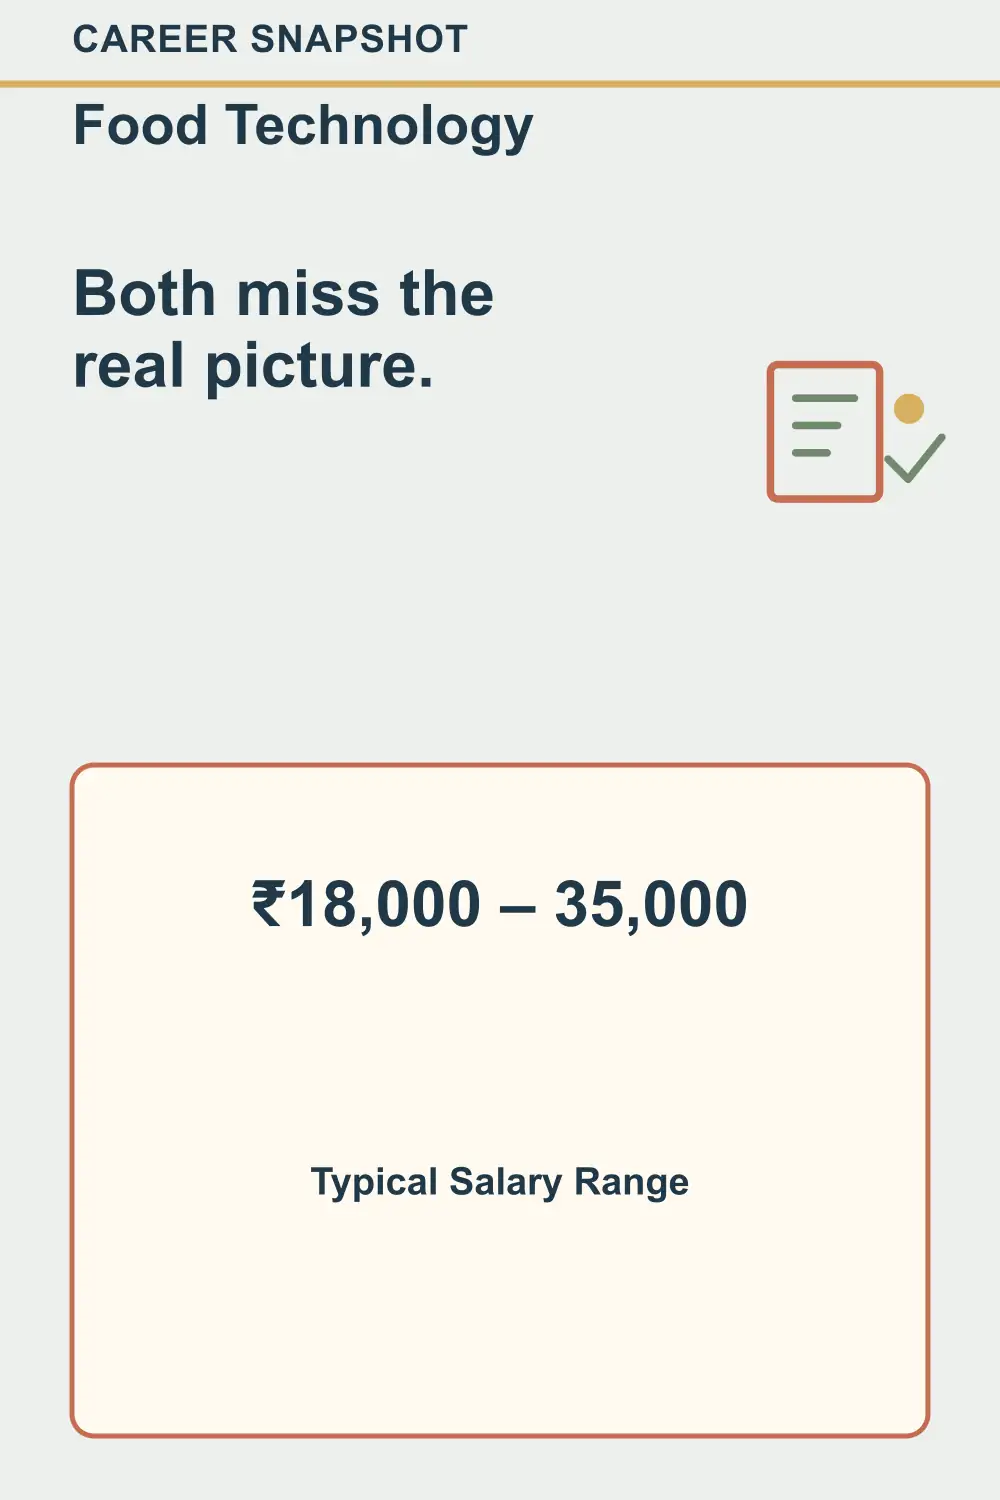 CAREER SNAPSHOT
Food Technology
Both miss the
real picture.
₹18,000 – 35,000
Typical Salary Range